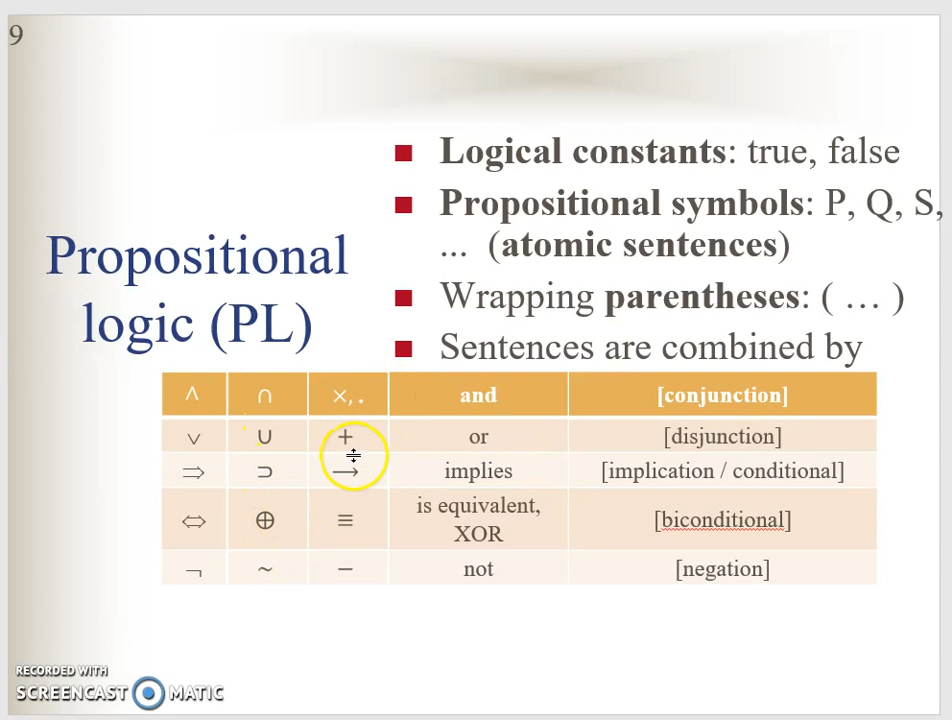 9
Propositional
logic (PL)
■ Logical constants: true, false
■ Propositional symbols: P, Q, S,
... (atomic sentences)
■ Wrapping parentheses: ( … )
■ Sentences are combined by
∧ ∩ ×, . and [conjunction]
∨ ∪ + or [disjunction]
⇒ ⊃ → implies [implication / conditional]
⇔ ⊕ ≡ is equivalent, XOR [biconditional]
¬ ~ − not [negation]
RECORDED WITH
SCREENCAST MATIC